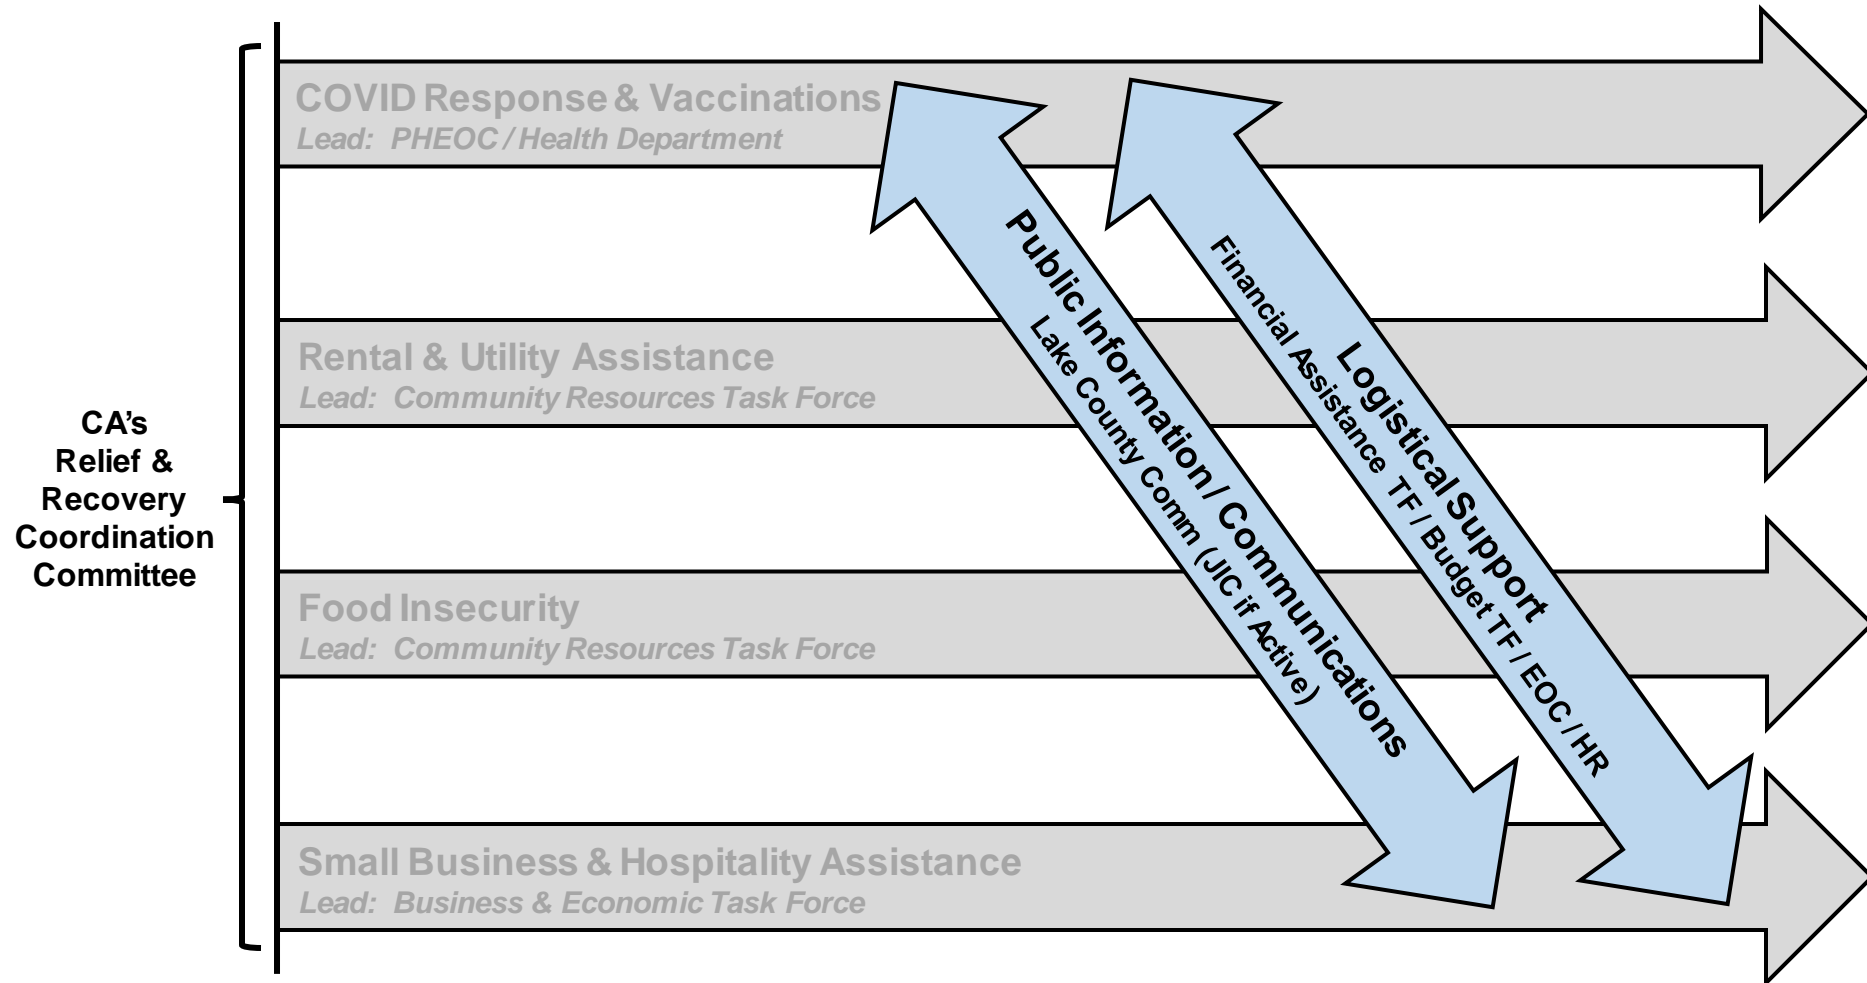 CA’s
Relief &
Recovery
Coordination
Committee
COVID Response & Vaccinations
Lead: PHEOC / Health Department
Rental & Utility Assistance
Lead: Community Resources Task Force
Food Insecurity
Lead: Community Resources Task Force
Small Business & Hospitality Assistance
Lead: Business & Economic Task Force
Public Information / Communications
Lake County Comm (JIC if Active)
Logistical Support
Financial Assistance TF / Budget TF / EOC / HR